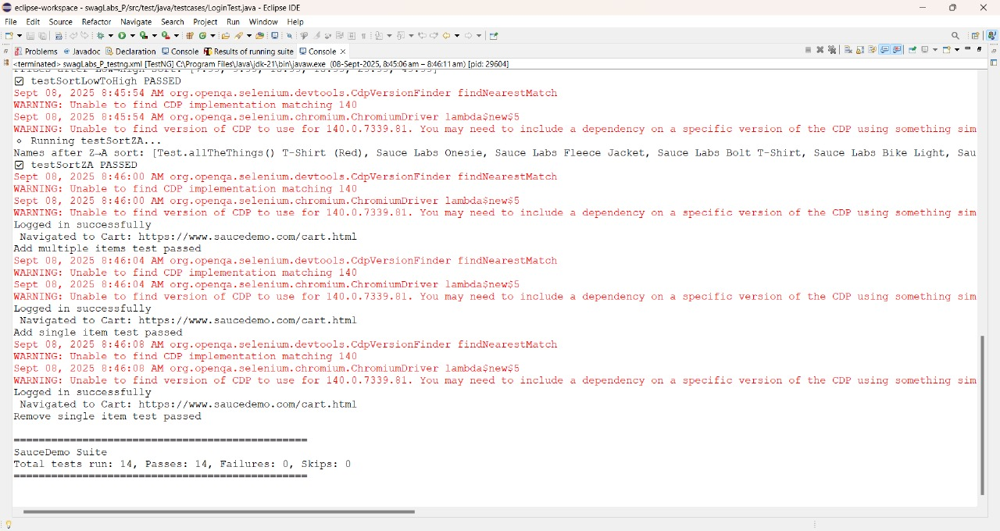 eclipse-workspace - swagLabs_P/src/test/java/testcases/LoginTest.java - Eclipse IDE
File Edit Source Refactor Navigate Search Project Run Window Help
Problems Javadoc Declaration Console Results of running suite Console
<terminated> swagLabs_P_testng.xml [TestNG] C:\Program Files\Java\jdk-21\bin\javaw.exe (08-Sept-2025, 8:45:06 am – 8:46:11 am) [pid: 29604]
testSortLowToHigh PASSED
Sept 08, 2025 8:45:54 AM org.openqa.selenium.devtools.CdpVersionFinder findNearestMatch
WARNING: Unable to find CDP implementation matching 140
Sept 08, 2025 8:45:54 AM org.openqa.selenium.chromium.ChromiumDriver lambda$new$5
WARNING: Unable to find version of CDP to use for 140.0.7339.81. You may need to include a dependency on a specific version of the CDP using something sim
Running testSortZA...
Names after Z→A sort: [Test.allTheThings() T-Shirt (Red), Sauce Labs Onesie, Sauce Labs Fleece Jacket, Sauce Labs Bolt T-Shirt, Sauce Labs Bike Light, Sau
testSortZA PASSED
Sept 08, 2025 8:46:00 AM org.openqa.selenium.devtools.CdpVersionFinder findNearestMatch
WARNING: Unable to find CDP implementation matching 140
Sept 08, 2025 8:46:00 AM org.openqa.selenium.chromium.ChromiumDriver lambda$new$5
WARNING: Unable to find version of CDP to use for 140.0.7339.81. You may need to include a dependency on a specific version of the CDP using something sim
Logged in successfully
Navigated to Cart: https://www.saucedemo.com/cart.html
Add multiple items test passed
Sept 08, 2025 8:46:04 AM org.openqa.selenium.devtools.CdpVersionFinder findNearestMatch
WARNING: Unable to find CDP implementation matching 140
Sept 08, 2025 8:46:04 AM org.openqa.selenium.chromium.ChromiumDriver lambda$new$5
WARNING: Unable to find version of CDP to use for 140.0.7339.81. You may need to include a dependency on a specific version of the CDP using something sim
Logged in successfully
Navigated to Cart: https://www.saucedemo.com/cart.html
Add single item test passed
Sept 08, 2025 8:46:08 AM org.openqa.selenium.devtools.CdpVersionFinder findNearestMatch
WARNING: Unable to find CDP implementation matching 140
Sept 08, 2025 8:46:08 AM org.openqa.selenium.chromium.ChromiumDriver lambda$new$5
WARNING: Unable to find version of CDP to use for 140.0.7339.81. You may need to include a dependency on a specific version of the CDP using something sim
Logged in successfully
Navigated to Cart: https://www.saucedemo.com/cart.html
Remove single item test passed
===============================================
SauceDemo Suite
Total tests run: 14, Passes: 14, Failures: 0, Skips: 0
===============================================